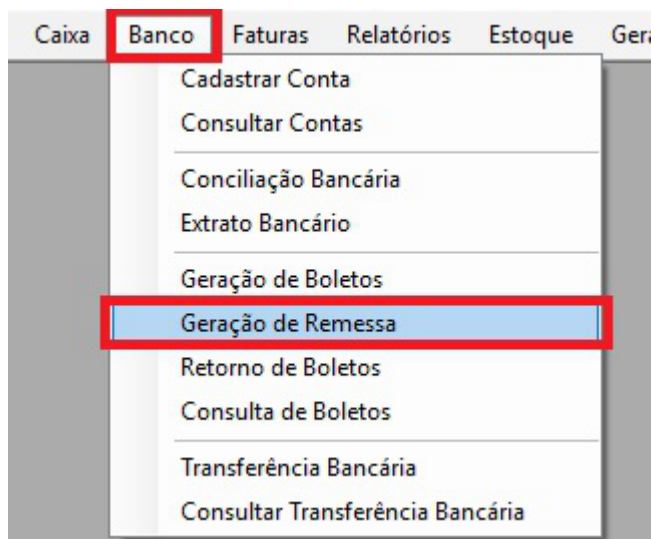 Caixa Banco Faturas Relatórios Estoque Gera
Cadastrar Conta
Consultar Contas
Conciliação Bancária
Extrato Bancário
Geração de Boletos
Geração de Remessa
Retorno de Boletos
Consulta de Boletos
Transferência Bancária
Consultar Transferência Bancária